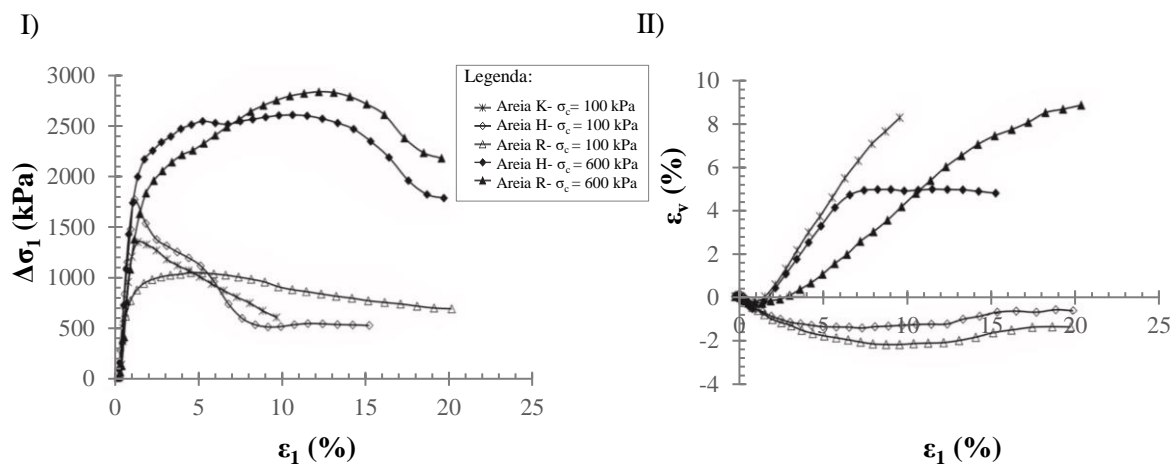 I)
II)
3000
2500
2000
1500
1000
500
0
Δσ1 (kPa)
0
5
10
15
20
25
ε1 (%)
Legenda:
Areia K- σc= 100 kPa
Areia H- σc = 100 kPa
Areia R- σc = 100 kPa
Areia H- σc = 600 kPa
Areia R- σc = 600 kPa
10
8
6
4
2
0
-2
-4
εv (%)
0
5
10
15
20
25
ε1 (%)